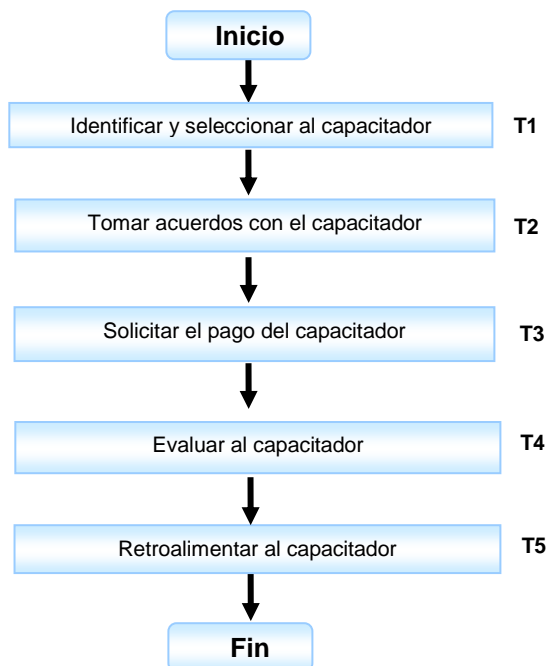 Inicio
Identificar y seleccionar al capacitador T1
Tomar acuerdos con el capacitador T2
Solicitar el pago del capacitador T3
Evaluar al capacitador T4
Retroalimentar al capacitador T5
Fin